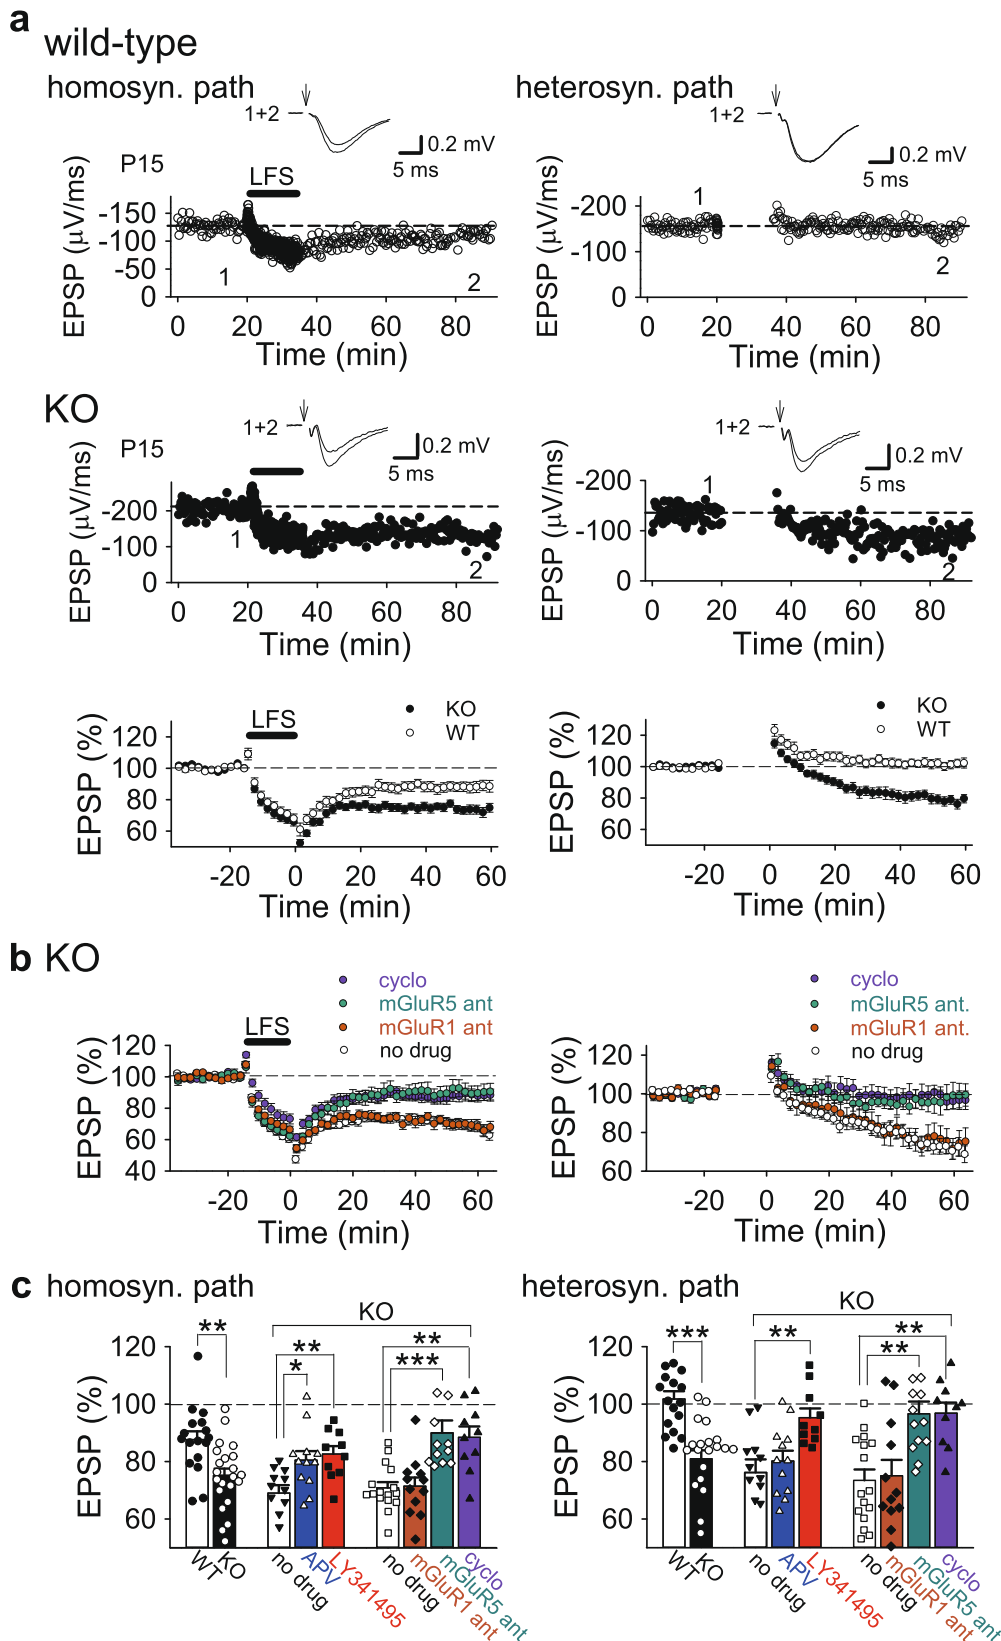 a
wild-type
homosyn. path
heterosyn. path
1+2
0.2 mV
5 ms
P15
LFS
EPSP (µV/ms)
-150
-100
-50
0
1
2
0 20 40 60 80
Time (min)
1+2
0.2 mV
5 ms
EPSP (µV/ms)
-200
-100
0
1
2
0 20 40 60 80
Time (min)
KO
1+2
0.2 mV
5 ms
P15
EPSP (µV/ms)
-200
-100
0
1
2
0 20 40 60 80
Time (min)
1+2
0.2 mV
5 ms
EPSP (µV/ms)
-200
-100
0
1
2
0 20 40 60 80
Time (min)
LFS
KO
WT
EPSP (%)
120
100
80
60
-20 0 20 40 60
Time (min)
KO
WT
EPSP (%)
120
100
80
60
-20 0 20 40 60
Time (min)
b KO
cyclo
mGluR5 ant
mGluR1 ant
no drug
LFS
EPSP (%)
120
100
80
60
40
-20 0 20 40 60
Time (min)
cyclo
mGluR5 ant.
mGluR1 ant.
no drug
EPSP (%)
120
100
80
60
-20 0 20 40 60
Time (min)
c homosyn. path
KO
**
**
*
**
***
EPSP (%)
120
100
80
60
WT
KO
no drug
APV
LY341495
no drug
mGluR1 ant
mGluR5 ant
cyclo
heterosyn. path
KO
***
**
**
**
EPSP (%)
120
100
80
60
WT
KO
no drug
APV
LY341495
no drug
mGluR1 ant
mGluR5 ant
cyclo